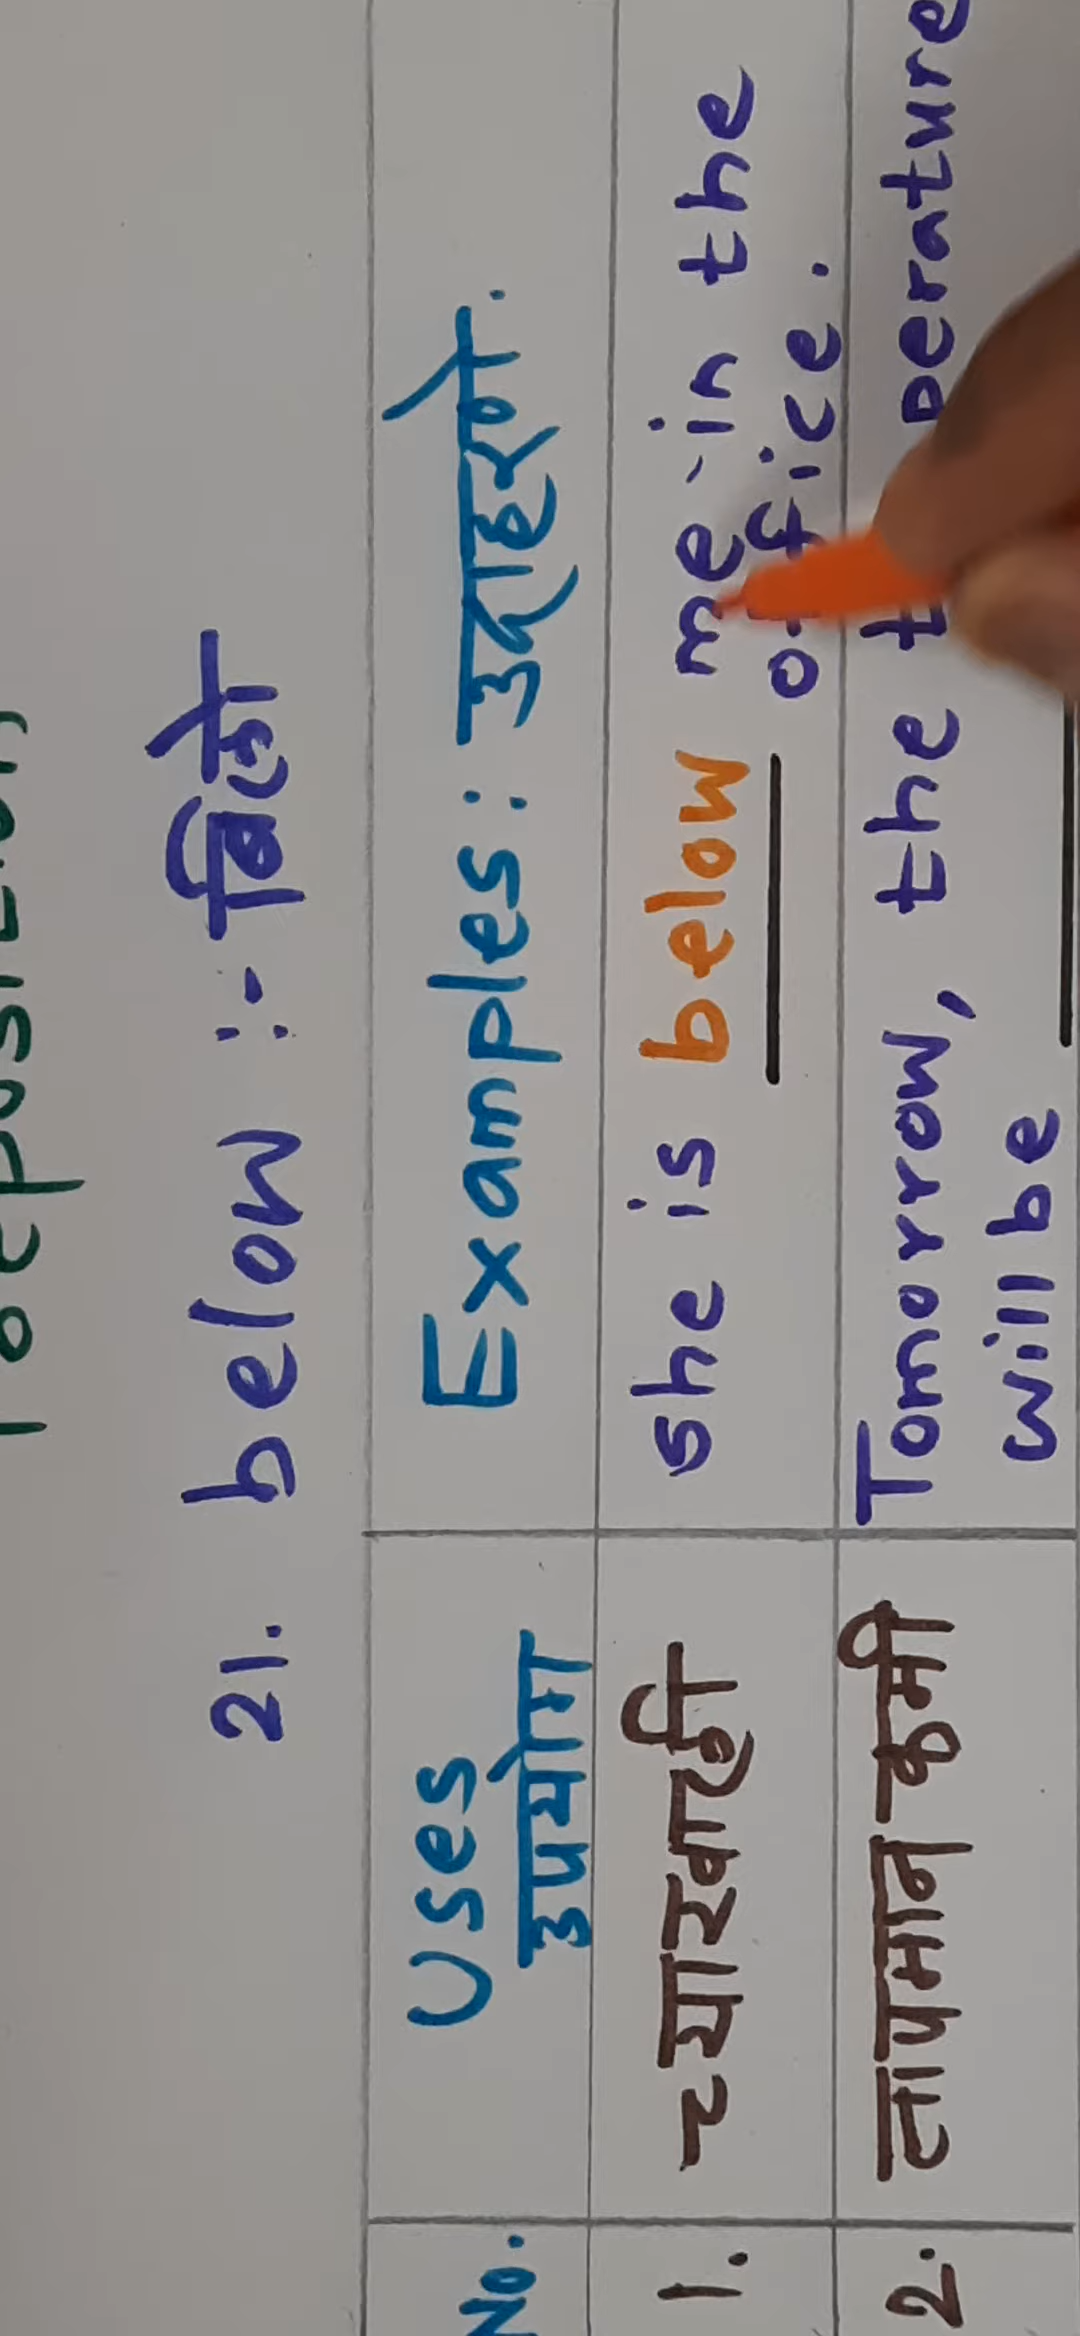 21. below :- बिलो
No. Uses Examples: उदाहरणे.
उपयोग
1. च्याखाली she is below me in the
office.
2. तापमान कमी Tomorrow, the perature
will be